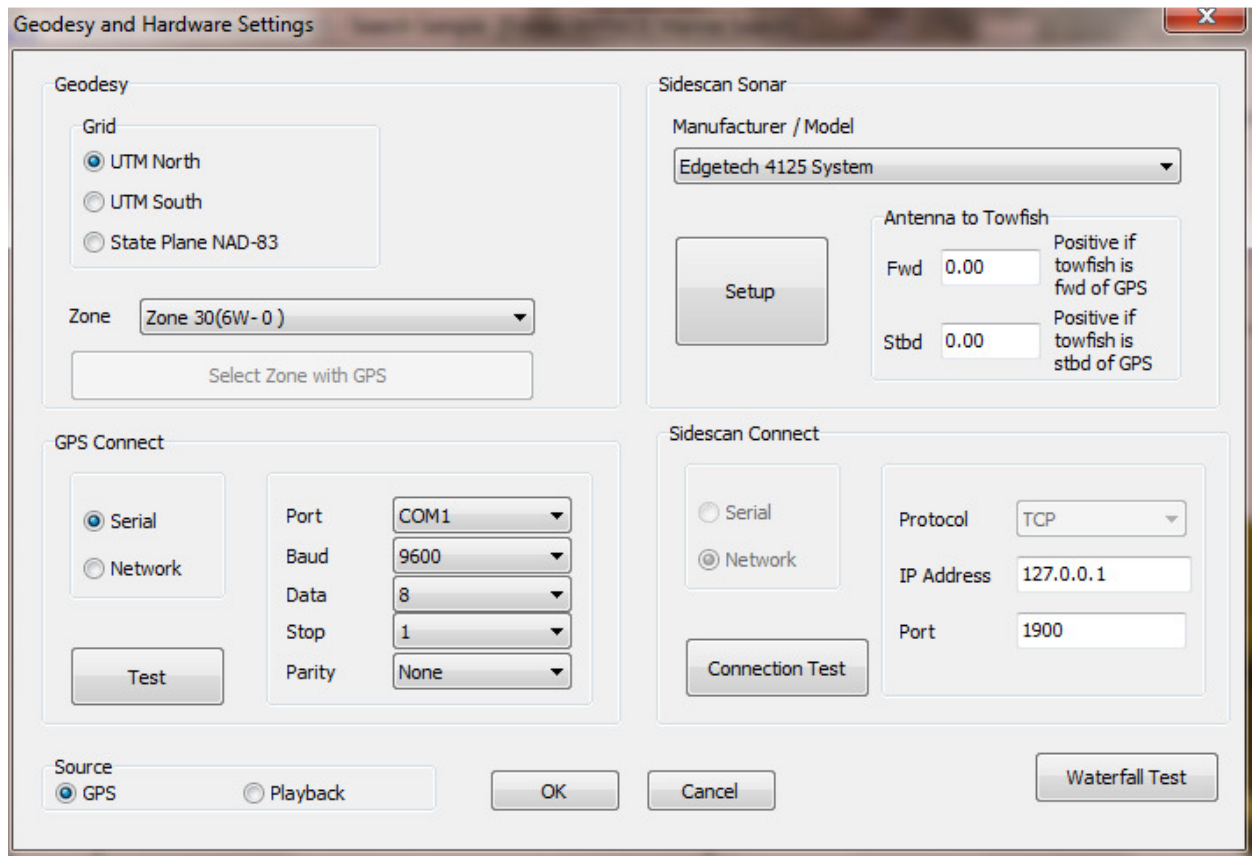 Geodesy and Hardware Settings
Geodesy
Grid
UTM North
UTM South
State Plane NAD-83
Zone Zone 30(6W- 0 )
Select Zone with GPS
Sidescan Sonar
Manufacturer / Model
Edgetech 4125 System
Setup
Antenna to Towfish
Fwd 0.00
Positive if
towfish is
fwd of GPS
Stbd 0.00
Positive if
towfish is
stbd of GPS
GPS Connect
Serial
Network
Test
Port COM1
Baud 9600
Data 8
Stop 1
Parity None
Sidescan Connect
Serial
Network
Connection Test
Protocol TCP
IP Address 127.0.0.1
Port 1900
Source
GPS Playback
OK Cancel
Waterfall Test